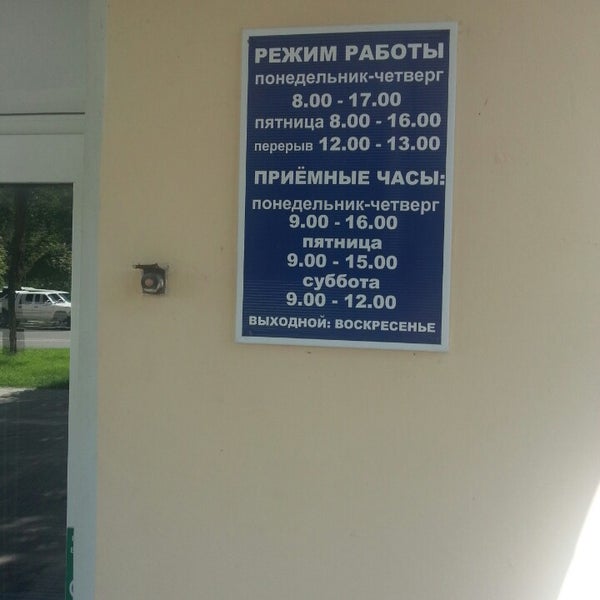 РЕЖИМ РАБОТЫ
понедельник-четверг
8.00 - 17.00
пятница 8.00 - 16.00
перерыв 12.00 - 13.00
ПРИЁМНЫЕ ЧАСЫ:
понедельник-четверг
9.00 - 16.00
пятница
9.00 - 15.00
суббота
9.00 - 12.00
ВЫХОДНОЙ: ВОСКРЕСЕНЬЕ